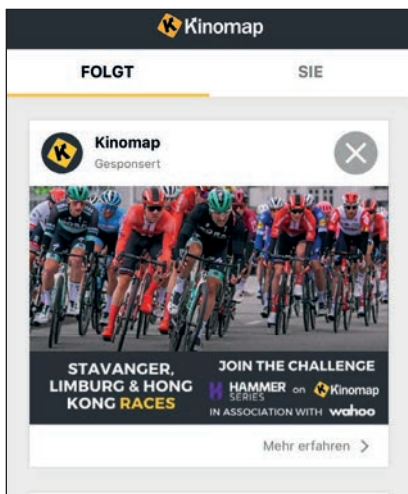 Kinomap
FOLGT SIE
Kinomap
Gesponsert
STAVANGER,
LIMBURG & HONG
KONG RACES
JOIN THE CHALLENGE
HAMMER SERIES on Kinomap
IN ASSOCIATION WITH wahoo
Mehr erfahren >